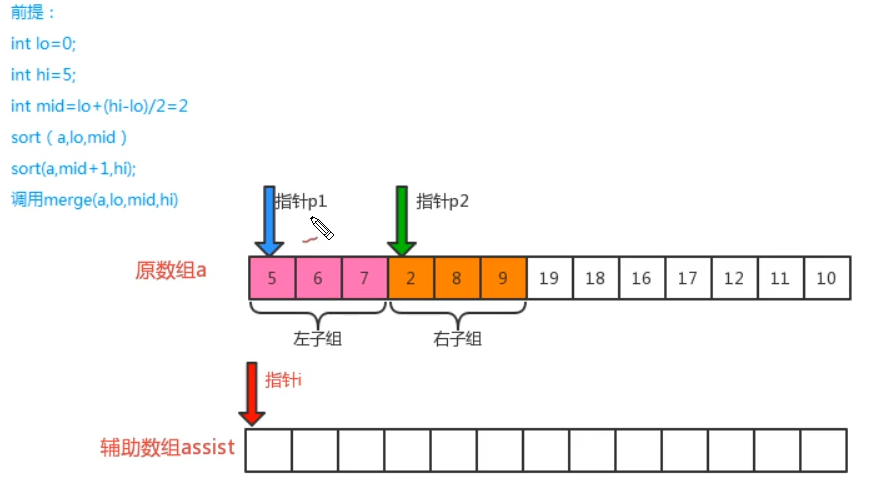 前提：
int lo=0;
int hi=5;
int mid=lo+(hi-lo)/2=2
sort（a,lo,mid）
sort(a,mid+1,hi);
调用merge(a,lo,mid,hi)
指针p1
指针p2
原数组a
5 6 7 2 8 9 19 18 16 17 12 11 10
左子组
右子组
指针i
辅助数组assist